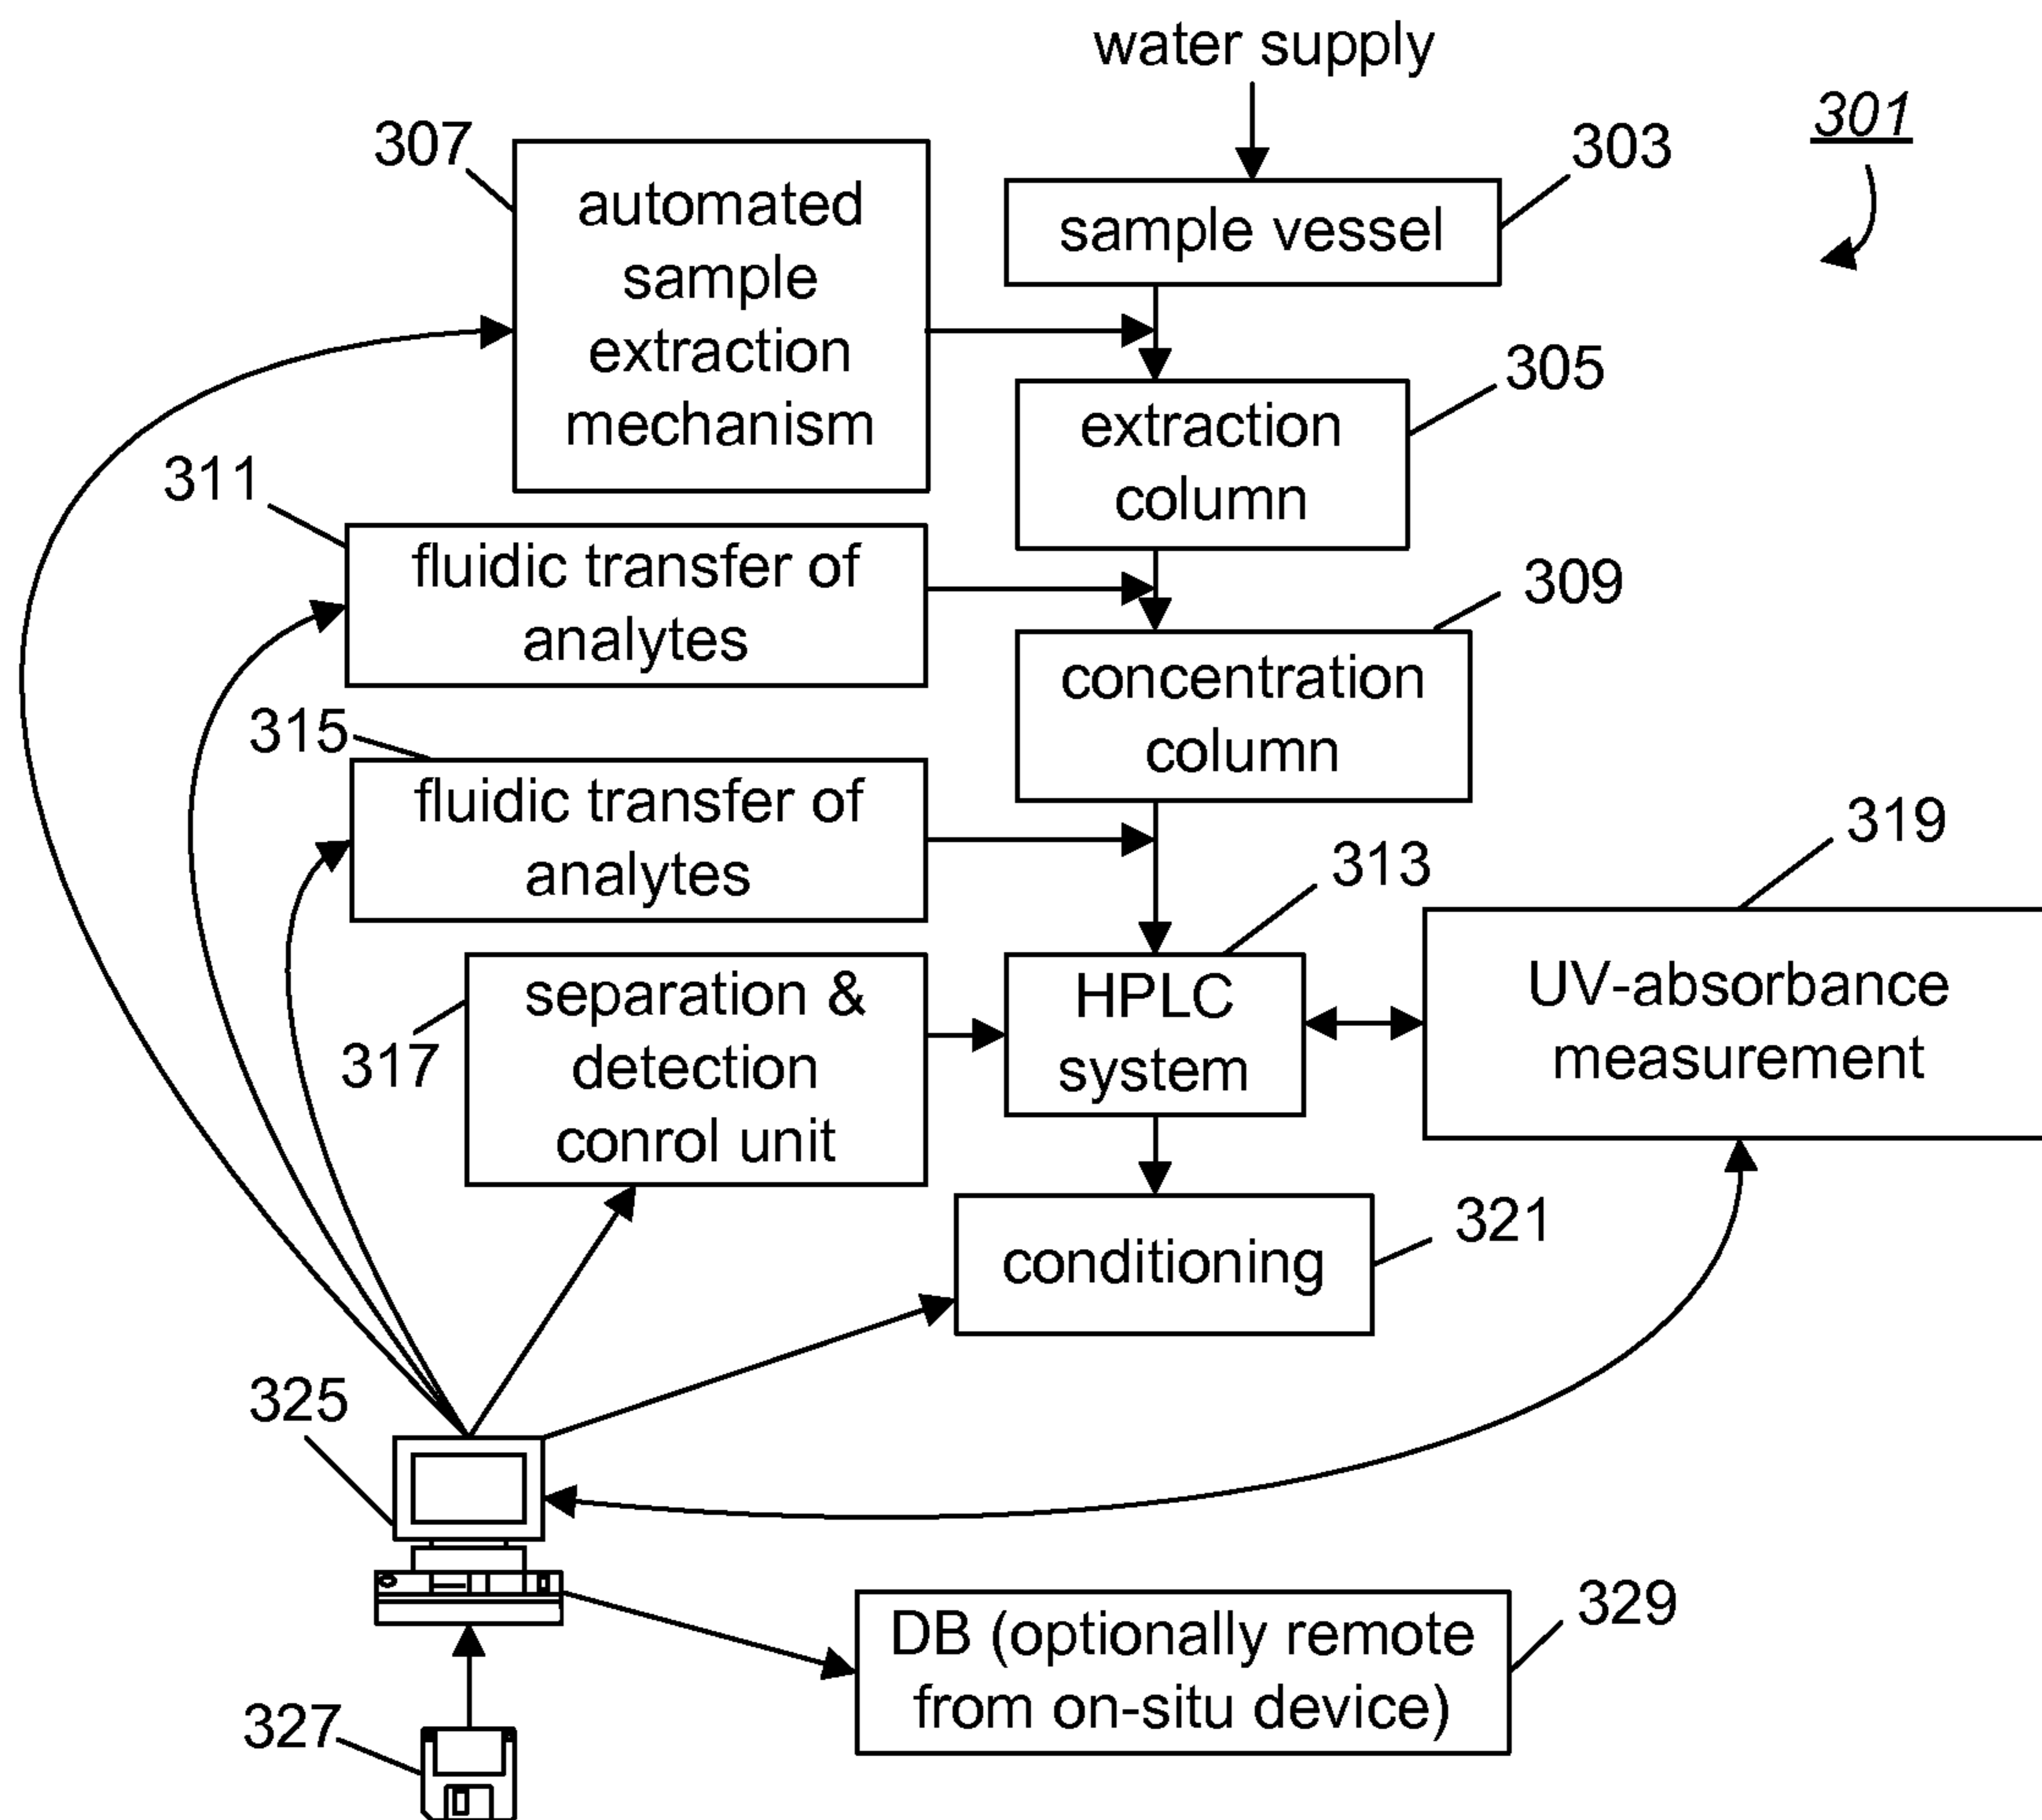 water supply
301
307
303
automated
sample
extraction
mechanism
sample vessel
305
extraction
column
311
fluidic transfer of
analytes
309
concentration
column
315
fluidic transfer of
analytes
319
313
317
separation &
detection
conrol unit
HPLC
system
UV-absorbance
measurement
321
conditioning
325
329
DB (optionally remote
from on-situ device)
327